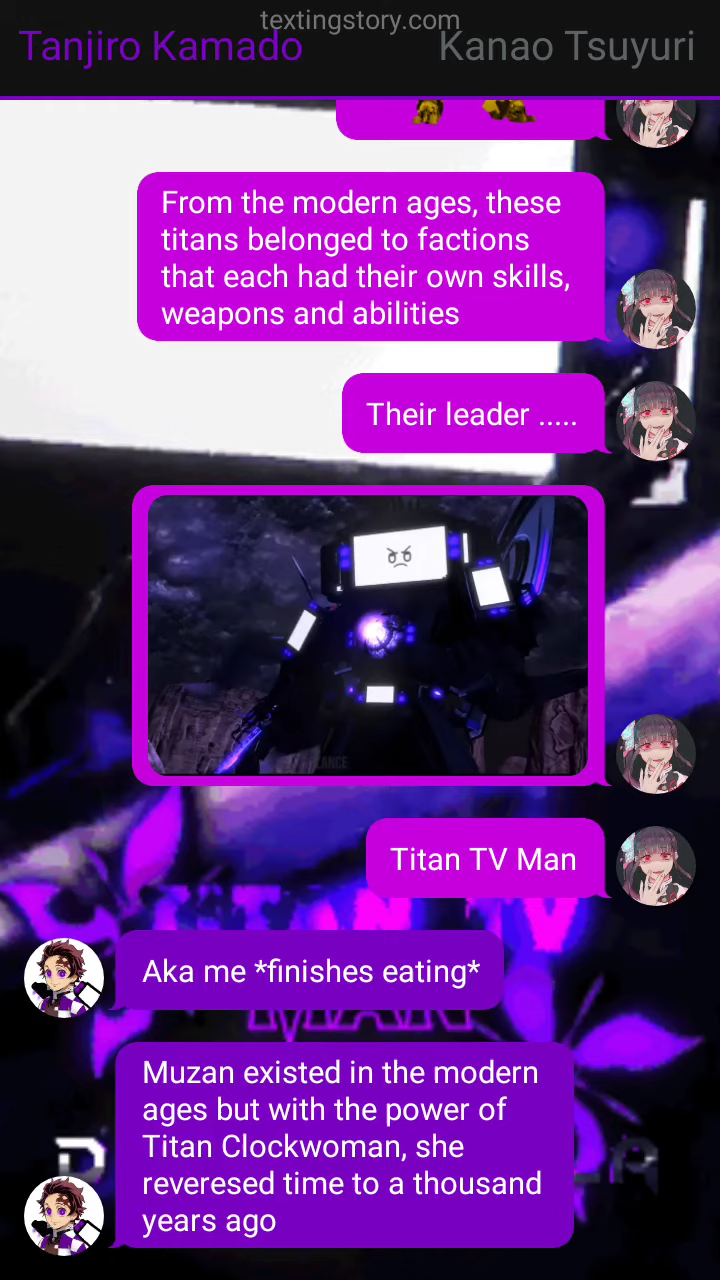 textingstory.com
Tanjiro Kamado
Kanao Tsuyuri
From the modern ages, these
titans belonged to factions
that each had their own skills,
weapons and abilities
Their leader .....
Titan TV Man
Aka me *finishes eating*
MAN
Muzan existed in the modern
ages but with the power of
Titan Clockwoman, she
reveresed time to a thousand
years ago